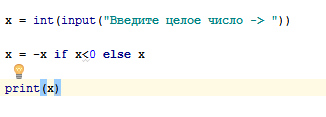 x = int(input("Введите целое число -> "))
x = -x if x<0 else x
print(x)